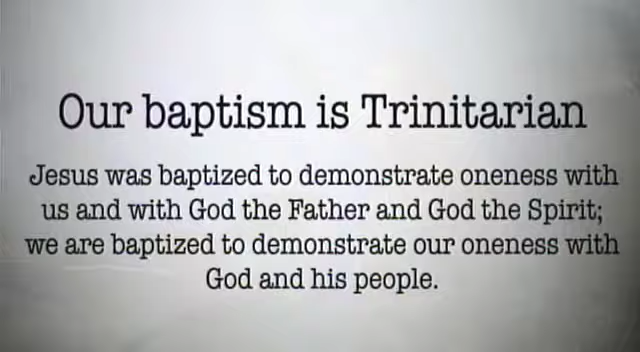 Our baptism is Trinitarian
Jesus was baptized to demonstrate oneness with
us and with God the Father and God the Spirit;
we are baptized to demonstrate our oneness with
God and his people.